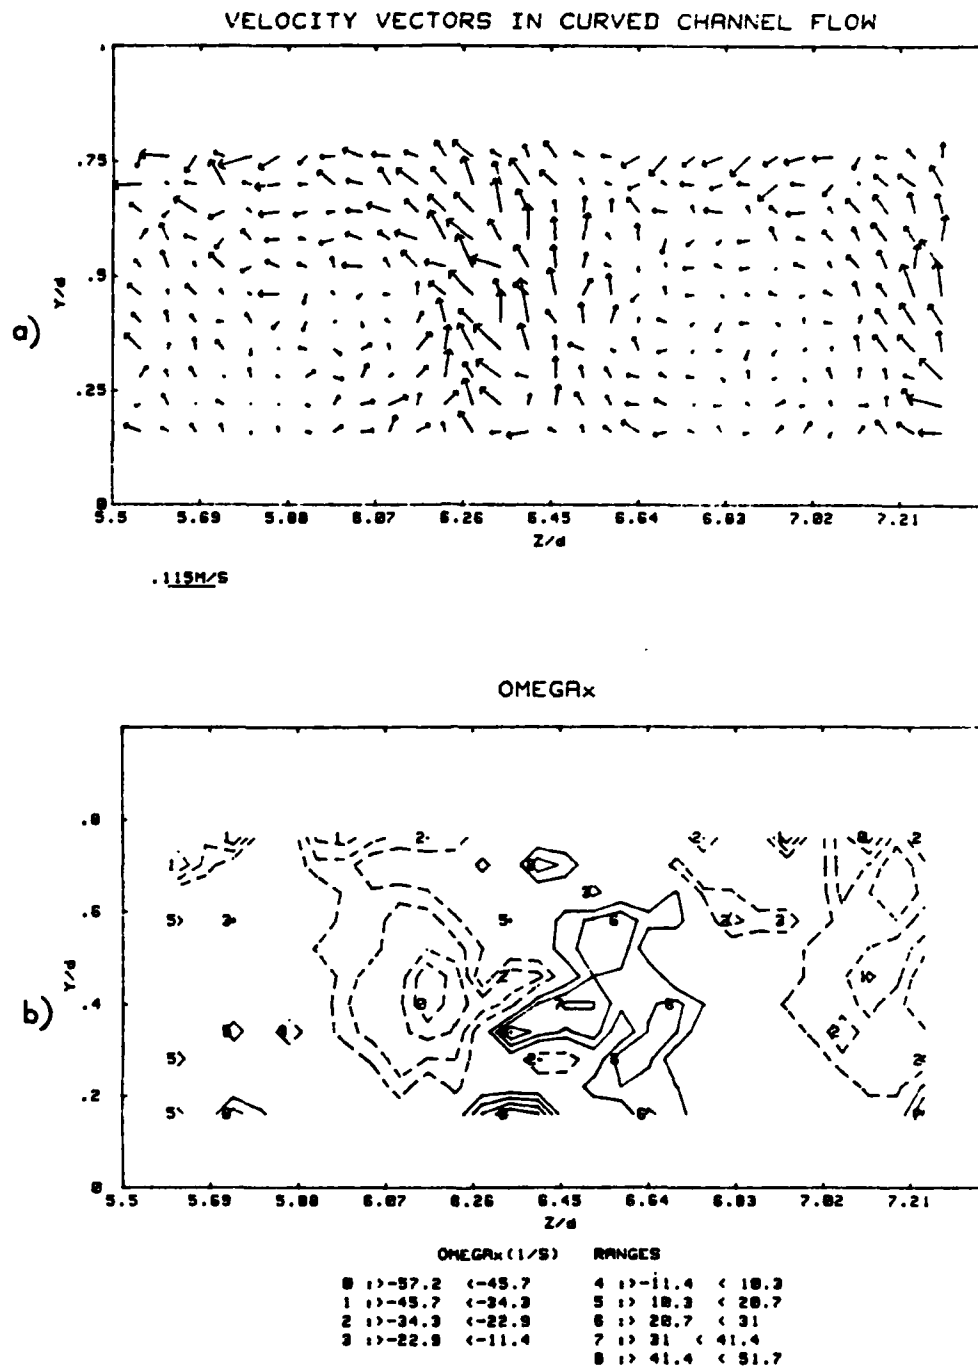 VELOCITY VECTORS IN CURVED CHANNEL FLOW
.75
.5
.25
0
Y/d
a)
5.5 5.69 5.88 6.07 6.26 6.45 6.64 6.83 7.02 7.21
Z/d
.115M/S
OMEGAx
.8
.6
.4
.2
0
Y/d
b)
5.5 5.69 5.88 6.07 6.26 6.45 6.64 6.83 7.02 7.21
Z/d
OMEGAx(1/S) RANGES
0 :>-57.2 <-45.7
1 :>-45.7 <-34.3
2 :>-34.3 <-22.9
3 :>-22.9 <-11.4
4 :>-11.4 < 10.3
5 :> 10.3 < 20.7
6 :> 20.7 < 31
7 :> 31 < 41.4
8 :> 41.4 < 51.7